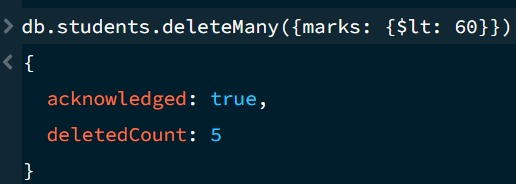 > db.students.deleteMany({marks: {$lt: 60}})
< {
acknowledged: true,
deletedCount: 5
}